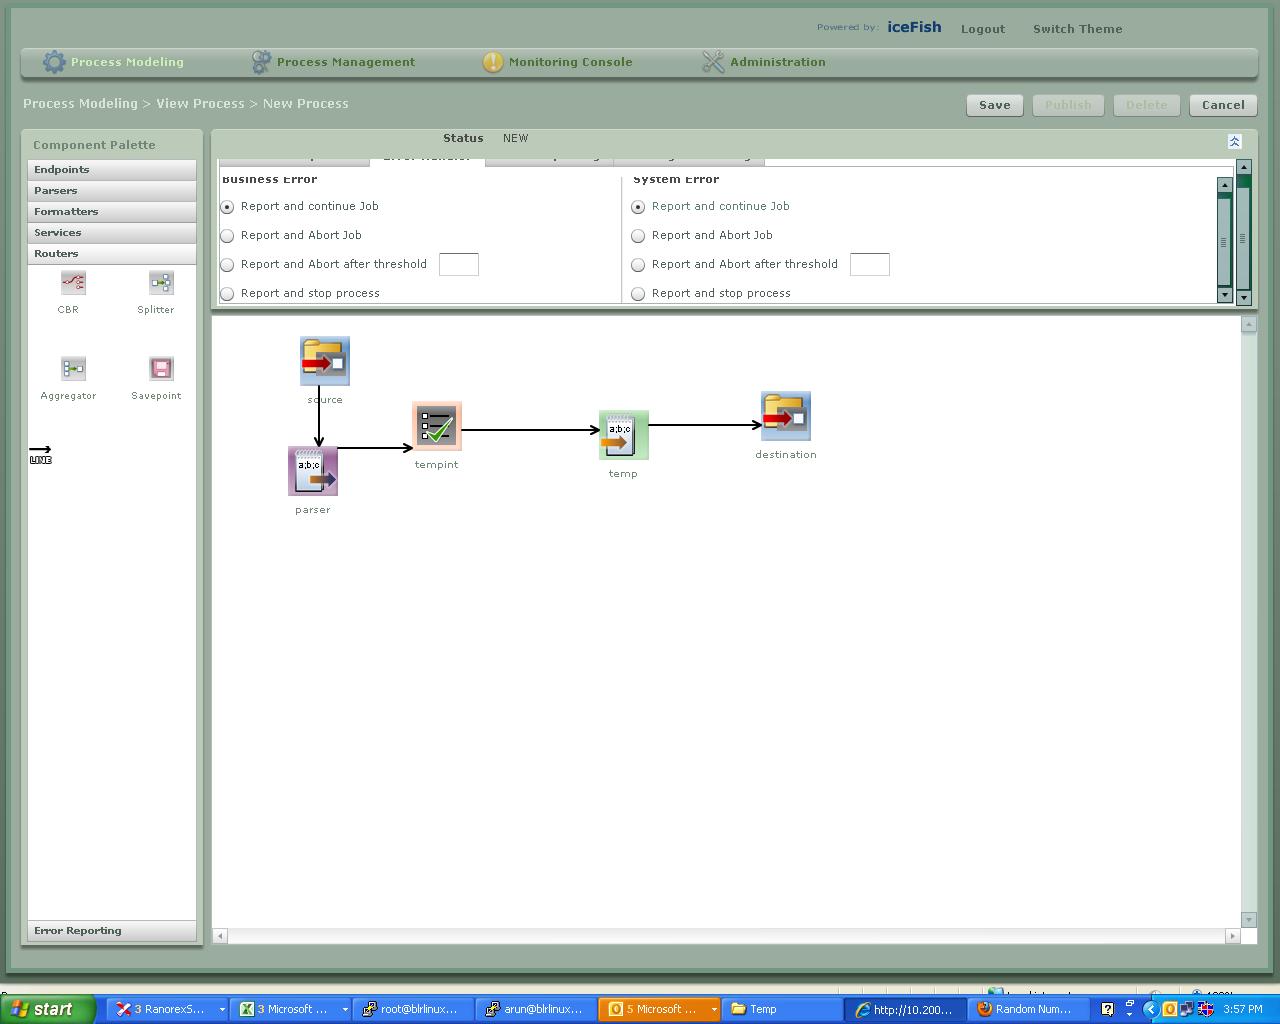 Powered by: iceFish Logout Switch Theme
Process Modeling Process Management Monitoring Console Administration
Process Modeling > View Process > New Process
Save Publish Delete Cancel
Component Palette
Endpoints
Parsers
Formatters
Services
Routers
CBR Splitter
Aggregator Savepoint
LINE
Error Reporting
Status NEW
Error Handler
Business Error System Error
Report and continue Job Report and continue Job
Report and Abort Job Report and Abort Job
Report and Abort after threshold Report and Abort after threshold
Report and stop process Report and stop process
source
a;b;c
parser
tempint
a;b;c
temp
destination
start 3 RanorexS... 3 Microsoft ... root@blrlinux... arun@blrlinux... 5 Microsoft ... Temp http://10.200... Random Num... 3:57 PM